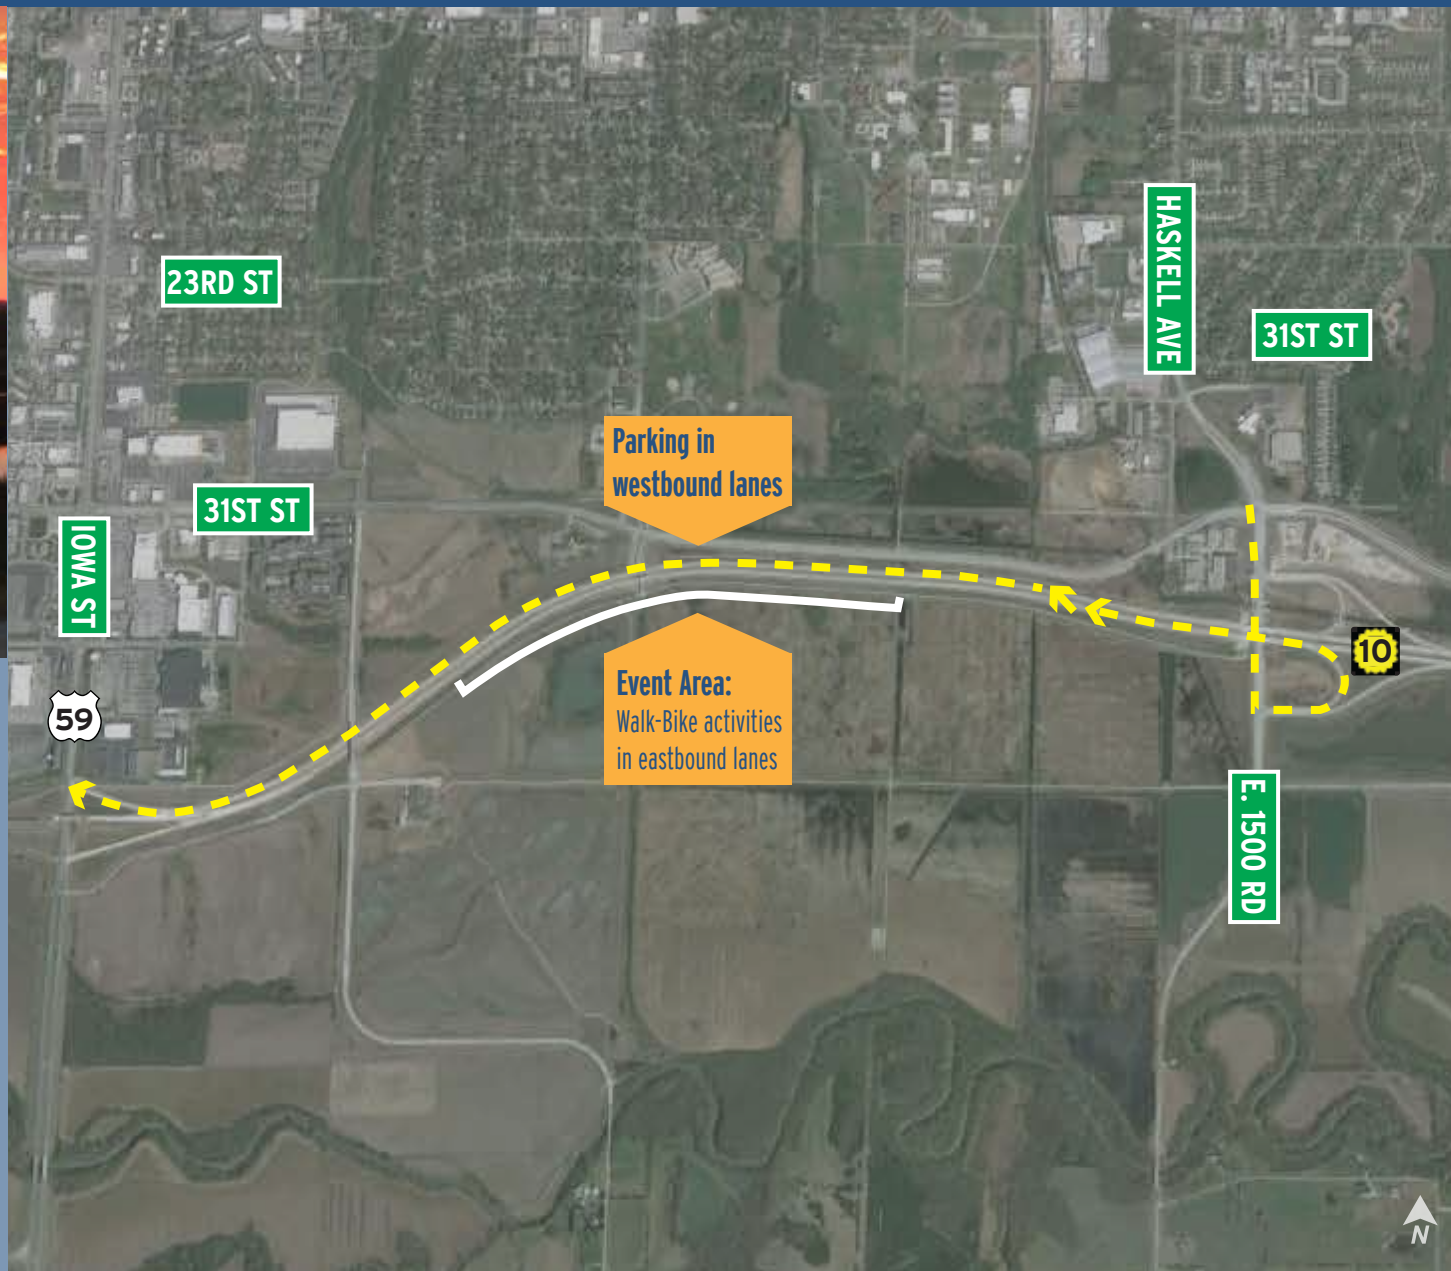 HASKELL AVE
23RD ST
31ST ST
Parking in
westbound lanes
31ST ST
IOWA ST
10
Event Area:
Walk-Bike activities
in eastbound lanes
59
E. 1500 RD
N